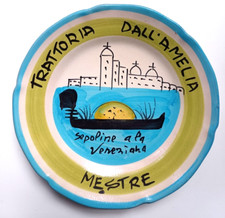 TRATTORIA DALL'AMELIA
Sepoline a la
Veneziana
MESTRE